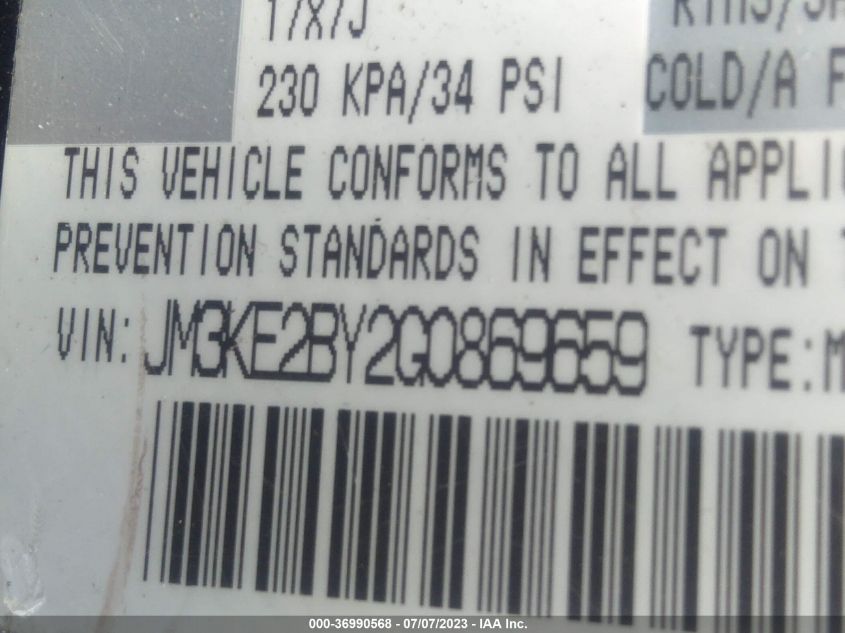 17X7J
230 KPA/34 PSI
COLD/A F
THIS VEHICLE CONFORMS TO ALL APPLI
PREVENTION STANDARDS IN EFFECT ON
VIN: JM3KE2BY2G0869659 TYPE:M
000-36990568 - 07/07/2023 - IAA Inc.